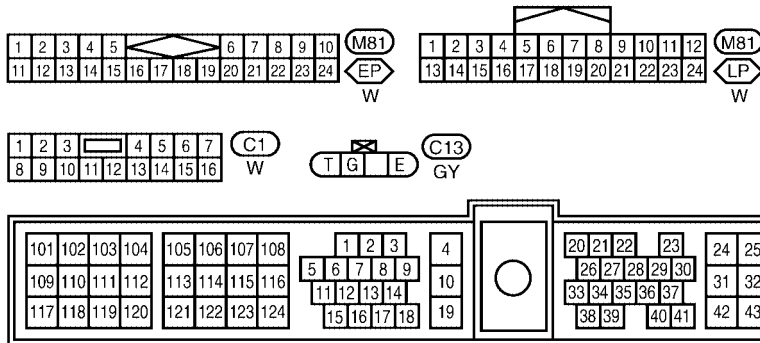 1 2 3 4 5 6 7 8 9 10 M81
11 12 13 14 15 16 17 18 19 20 21 22 23 24 EP
W
1 2 3 4 5 6 7 8 9 10 11 12 M81
13 14 15 16 17 18 19 20 21 22 23 24 LP
W
1 2 3 4 5 6 7 C1
8 9 10 11 12 13 14 15 16 W
T G E C13
GY
101 102 103 104 105 106 107 108 1 2 3 4 20 21 22 23 24 25
109 110 111 112 113 114 115 116 5 6 7 8 9 10 26 27 28 29 30 31 32
11 12 13 14 33 34 35 36 37
117 118 119 120 121 122 123 124 15 16 17 18 19 38 39 40 41 42 43